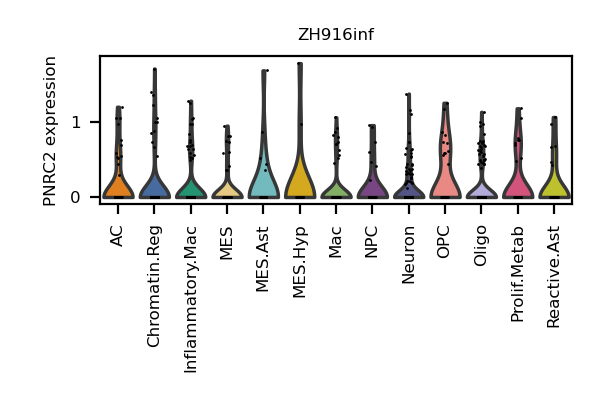 ZH916inf
PNRC2 expression
1
0
AC
Chromatin.Reg
Inflammatory.Mac
MES
MES.Ast
MES.Hyp
Mac
NPC
Neuron
OPC
Oligo
Prolif.Metab
Reactive.Ast